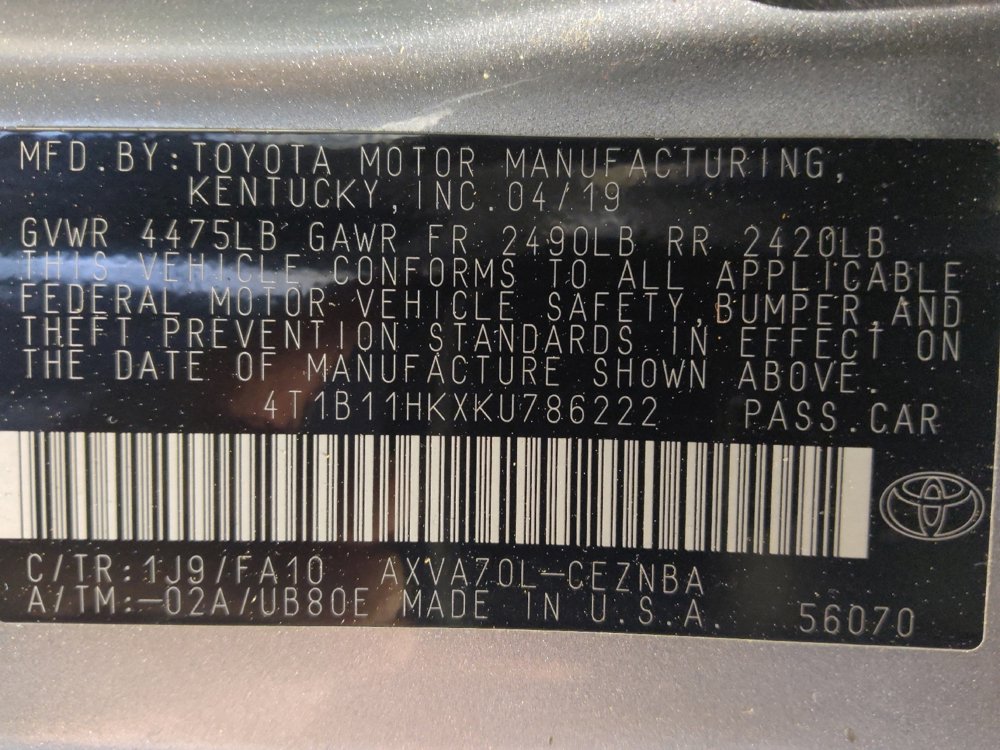 MFD.BY:TOYOTA MOTOR MANUFACTURING,
KENTUCKY,INC.04/19
GVWR 4475LB GAWR FR 2490LB RR 2420LB
THIS VEHICLE CONFORMS TO ALL APPLICABLE
FEDERAL MOTOR VEHICLE SAFETY,BUMPER,AND
THEFT PREVENTION STANDARDS IN EFFECT ON
THE DATE OF MANUFACTURE SHOWN ABOVE.
4T1B11HKXKU786222 PASS.CAR
C/TR:1J9/FA10 AXVA70L-CEZNBA
A/TM:-02A/UB80E MADE IN U.S.A. 56070